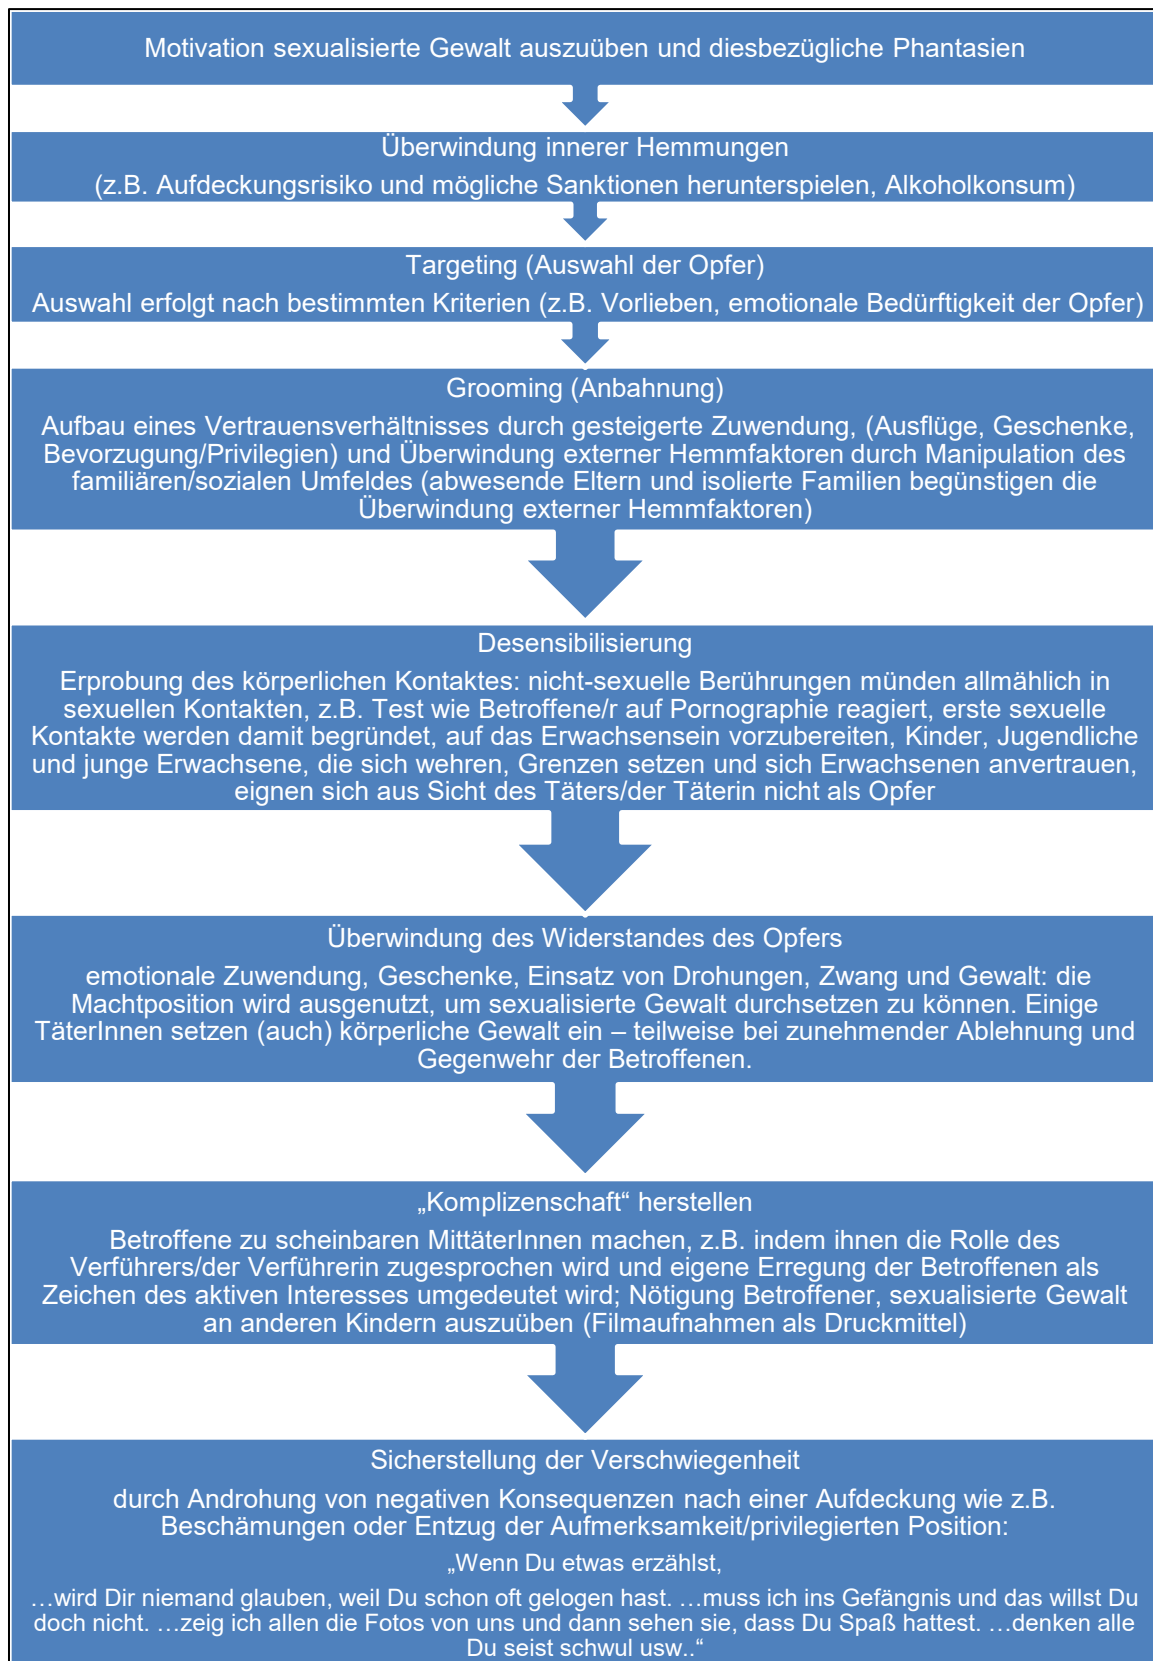 Motivation sexualisierte Gewalt auszuüben und diesbezügliche Phantasien
Überwindung innerer Hemmungen
(z.B. Aufdeckungsrisiko und mögliche Sanktionen herunterspielen, Alkoholkonsum)
Targeting (Auswahl der Opfer)
Auswahl erfolgt nach bestimmten Kriterien (z.B. Vorlieben, emotionale Bedürftigkeit der Opfer)
Grooming (Anbahnung)
Aufbau eines Vertrauensverhältnisses durch gesteigerte Zuwendung, (Ausflüge, Geschenke,
Bevorzugung/Privilegien) und Überwindung externer Hemmfaktoren durch Manipulation des
familiären/sozialen Umfeldes (abwesende Eltern und isolierte Familien begünstigen die
Überwindung externer Hemmfaktoren)
Desensibilisierung
Erprobung des körperlichen Kontaktes: nicht-sexuelle Berührungen münden allmählich in
sexuellen Kontakten, z.B. Test wie Betroffene/r auf Pornographie reagiert, erste sexuelle
Kontakte werden damit begründet, auf das Erwachsensein vorzubereiten, Kinder, Jugendliche
und junge Erwachsene, die sich wehren, Grenzen setzen und sich Erwachsenen anvertrauen,
eignen sich aus Sicht des Täters/der Täterin nicht als Opfer
Überwindung des Widerstandes des Opfers
emotionale Zuwendung, Geschenke, Einsatz von Drohungen, Zwang und Gewalt: die
Machtposition wird ausgenutzt, um sexualisierte Gewalt durchsetzen zu können. Einige
TäterInnen setzen (auch) körperliche Gewalt ein – teilweise bei zunehmender Ablehnung und
Gegenwehr der Betroffenen.
„Komplizenschaft“ herstellen
Betroffene zu scheinbaren MittäterInnen machen, z.B. indem ihnen die Rolle des
Verführers/der Verführerin zugesprochen wird und eigene Erregung der Betroffenen als
Zeichen des aktiven Interesses umgedeutet wird; Nötigung Betroffener, sexualisierte Gewalt
an anderen Kindern auszuüben (Filmaufnahmen als Druckmittel)
Sicherstellung der Verschwiegenheit
durch Androhung von negativen Konsequenzen nach einer Aufdeckung wie z.B.
Beschämungen oder Entzug der Aufmerksamkeit/privilegierten Position:
„Wenn Du etwas erzählst,
…wird Dir niemand glauben, weil Du schon oft gelogen hast. …muss ich ins Gefängnis und das willst Du
doch nicht. …zeig ich allen die Fotos von uns und dann sehen sie, dass Du Spaß hattest. …denken alle
Du seist schwul usw..“